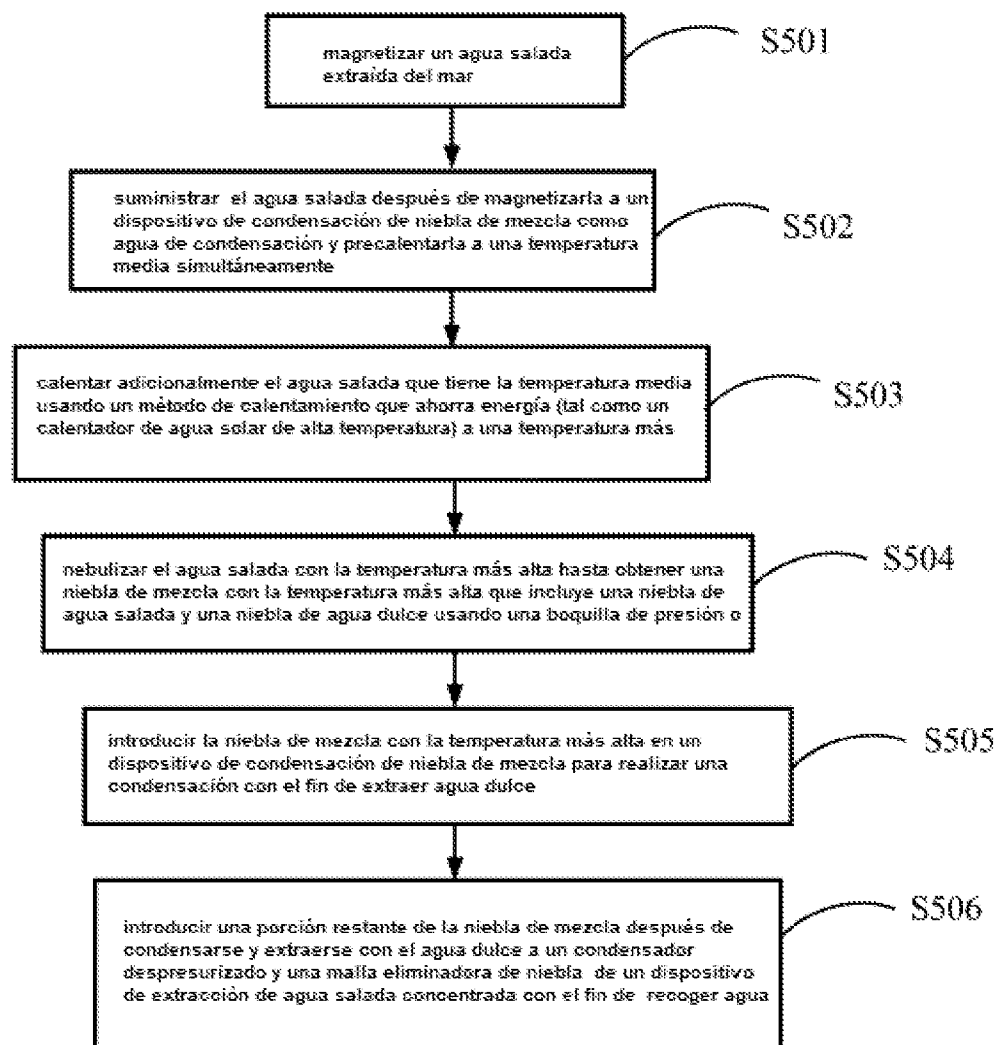 magnetizar un agua salada
extraída del mar
S501
suministrar el agua salada después de magnetizarla a un
dispositivo de condensación de niebla de mezcla como
agua de condensación y precalentarla a una temperatura
media simultáneamente
S502
calentar adicionalmente el agua salada que tiene la temperatura media
usando un método de calentamiento que ahorra energía (tal como un
calentador de agua solar de alta temperatura) a una temperatura más
S503
nebulizar el agua salada con la temperatura más alta hasta obtener una
niebla de mezcla con la temperatura más alta que incluye una niebla de
agua salada y una niebla de agua dulce usando una boquilla de presión o
S504
introducir la niebla de mezcla con la temperatura más alta en un
dispositivo de condensación de niebla de mezcla para realizar una
condensación con el fin de extraer agua dulce
S505
introducir una porción restante de la niebla de mezcla después de
condensarse y extraerse con el agua dulce a un condensador
despresurizado y una malla eliminadora de niebla de un dispositivo
de extracción de agua salada concentrada con el fin de recoger agua
S506